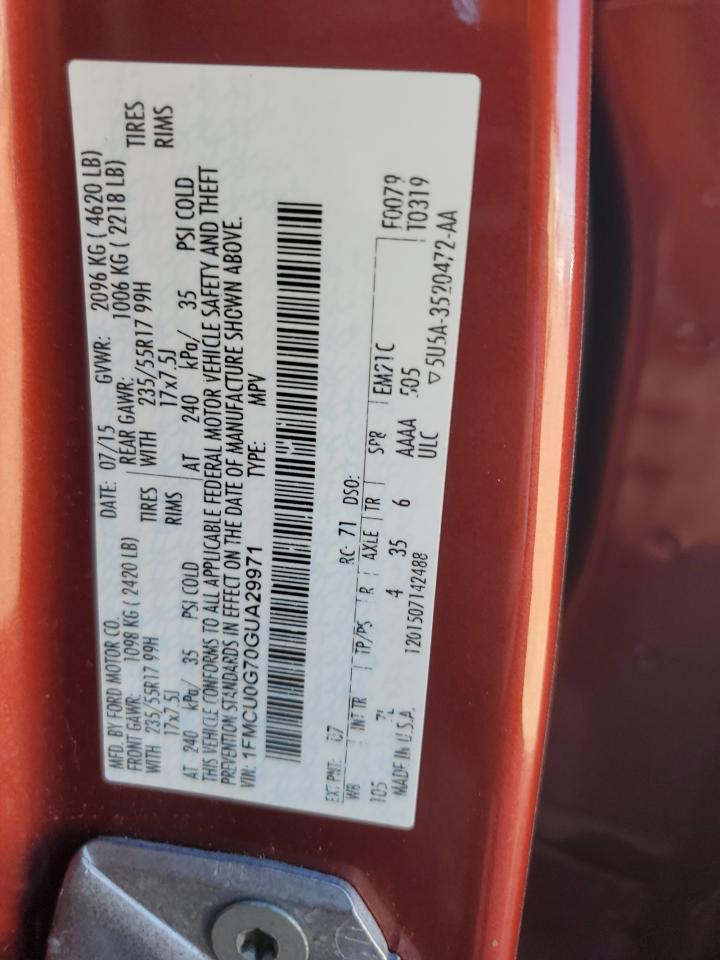 MFD. BY FORD MOTOR CO. DATE: 07/15 GVWR: 2096 KG ( 4620 LB)
FRONT GAWR: 1098 KG ( 2420 LB) REAR GAWR: 1006 KG ( 2218 LB)
WITH 235/55R17 99H TIRES WITH 235/55R17 99H TIRES
17x7.5J RIMS 17x7.5J RIMS
AT 240 kPa/ 35 PSI COLD AT 240 kPa/ 35 PSI COLD
THIS VEHICLE CONFORMS TO ALL APPLICABLE FEDERAL MOTOR VEHICLE SAFETY AND THEFT
PREVENTION STANDARDS IN EFFECT ON THE DATE OF MANUFACTURE SHOWN ABOVE.
VIN: 1FMCU0G70GUA29971 TYPE: MPV
EXT PNT: RC: 71 DSO:
WB INT TR TP/PS R AXLE TR SPR EM21C F0079
105 4 35 6 AAAA 505 T0319
MADE IN U.S.A. 1201507142488 ULC
▽5U5A-3520472-AA